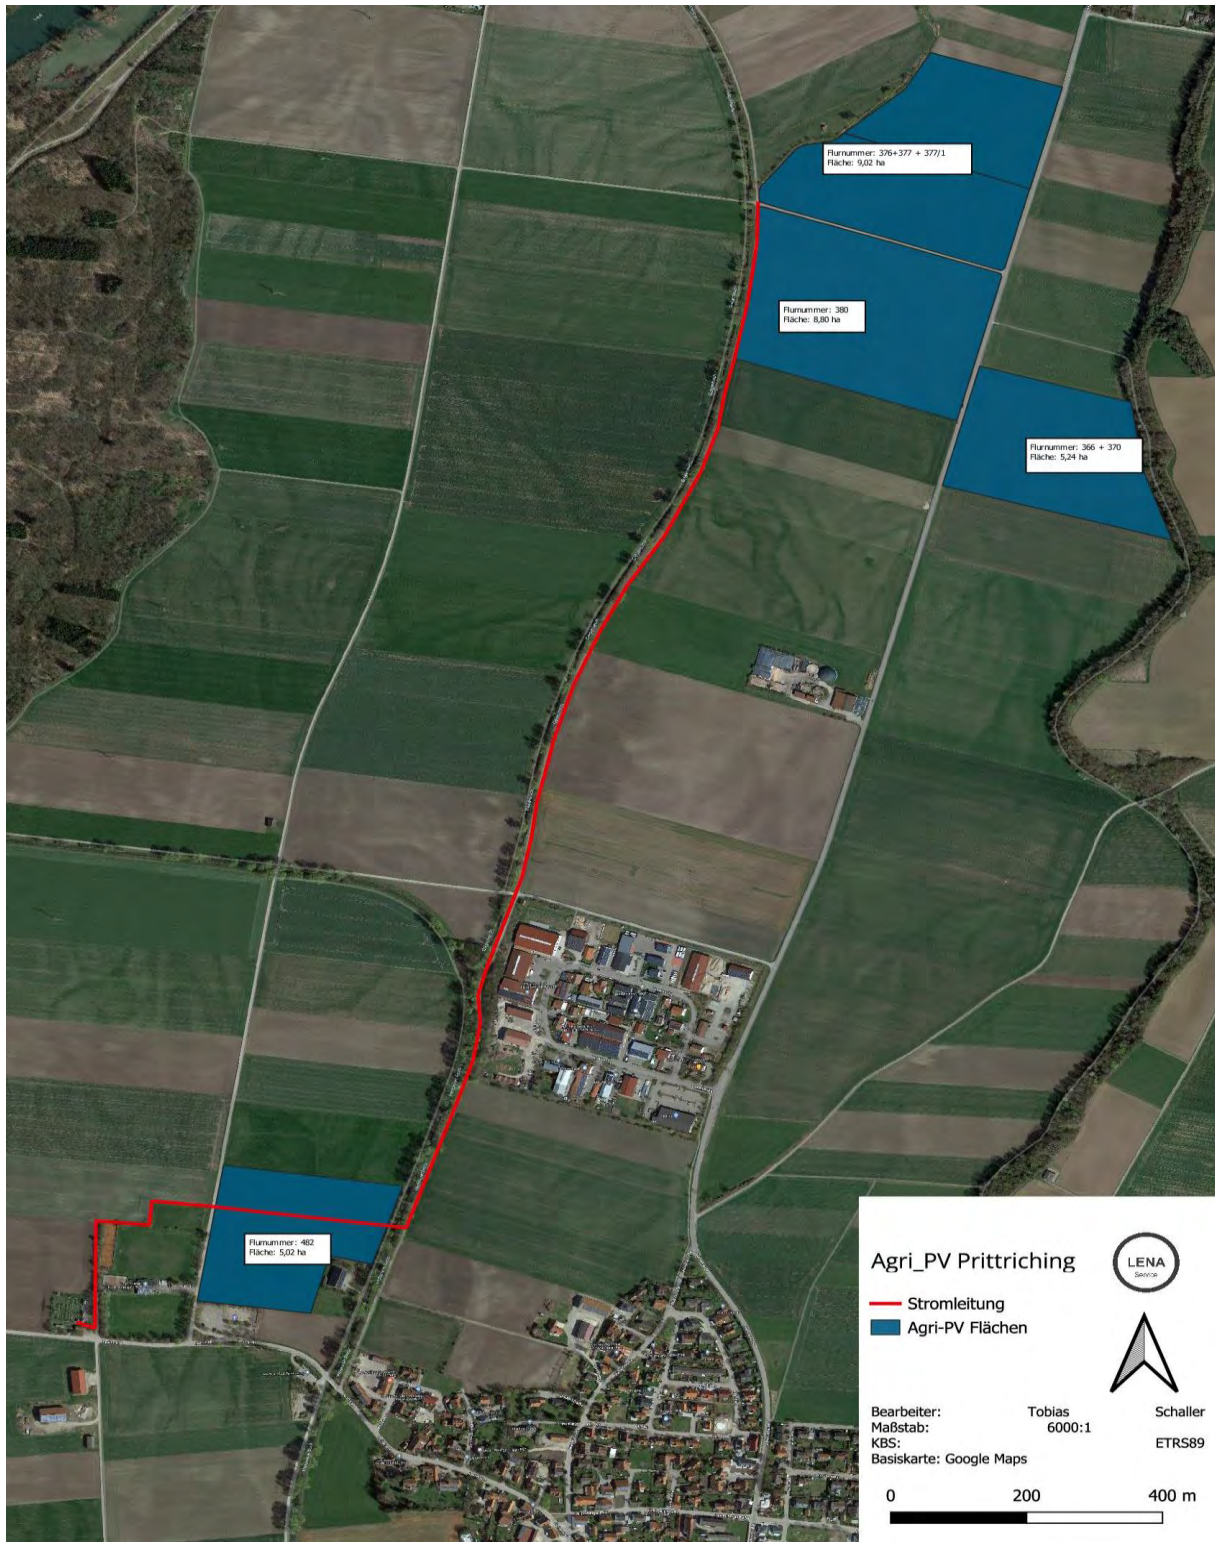 Flurnummer: 376+377 + 377/1
Fläche: 9,02 ha
Flurnummer: 380
Fläche: 8,80 ha
Flurnummer: 366 + 370
Fläche: 5,24 ha
Flurnummer: 482
Fläche: 5,02 ha
Agri_PV Prittriching
LENA
Service
Stromleitung
Agri-PV Flächen
Bearbeiter: Tobias Schaller
Maßstab: 6000:1
KBS: ETRS89
Basiskarte: Google Maps
0 200 400 m